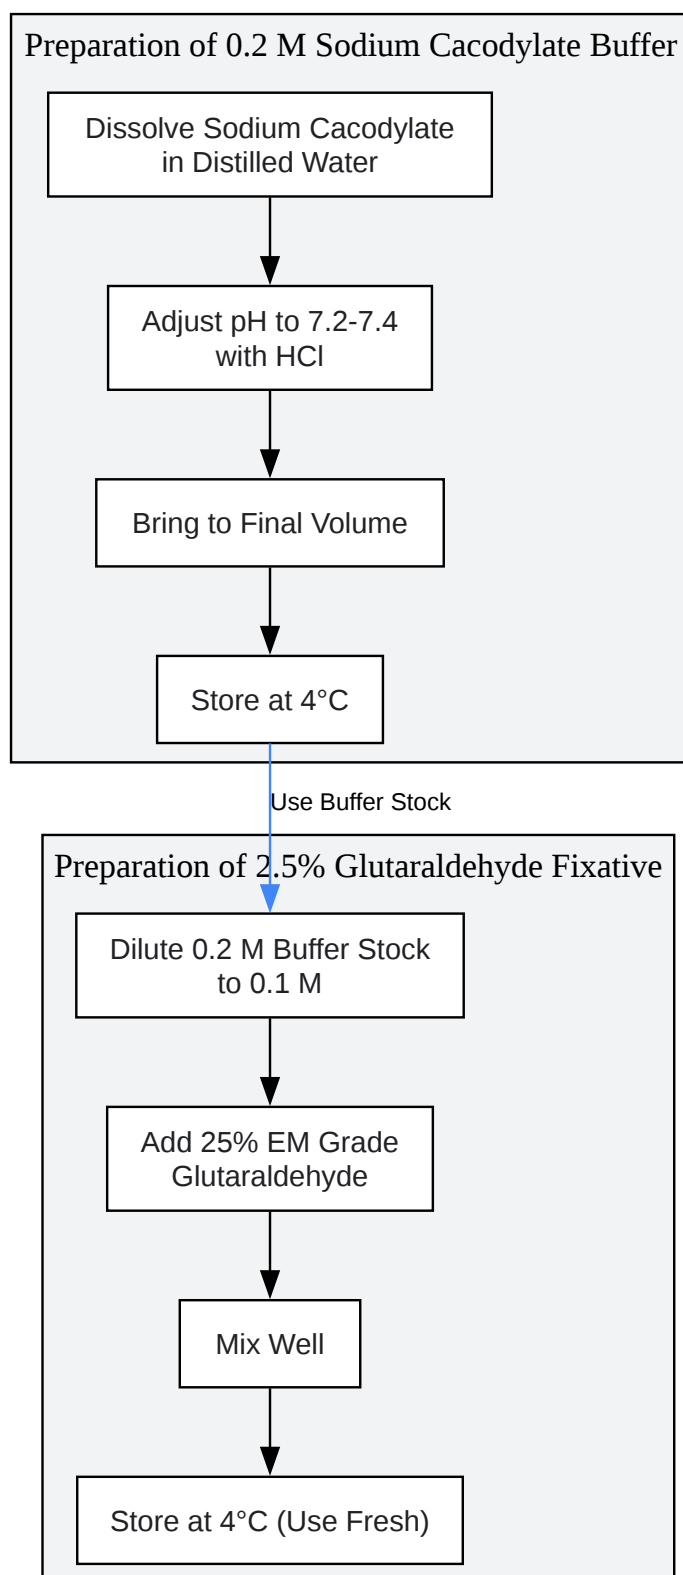 Preparation of 0.2 M Sodium Cacodylate Buffer
Dissolve Sodium Cacodylate
in Distilled Water
Adjust pH to 7.2-7.4
with HCl
Bring to Final Volume
Store at 4°C
Use Buffer Stock
Preparation of 2.5% Glutaraldehyde Fixative
Dilute 0.2 M Buffer Stock
to 0.1 M
Add 25% EM Grade
Glutaraldehyde
Mix Well
Store at 4°C (Use Fresh)